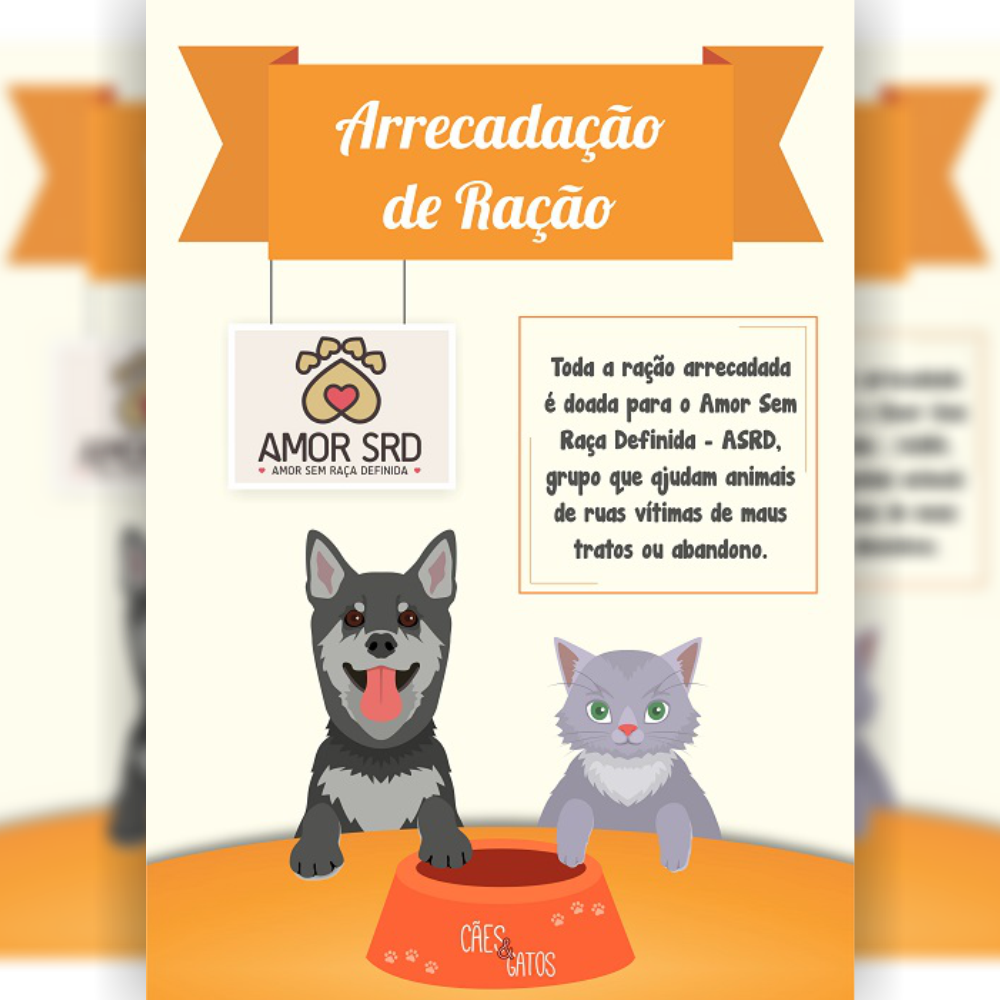 Arrecadação
de Ração
AMOR SRD
AMOR SEM RAÇA DEFINIDA
Toda a ração arrecadada
é doada para o Amor Sem
Raça Definida - ASRD,
grupo que ajudam animais
de ruas vítimas de maus
tratos ou abandono.
CÃES
&
GATOS